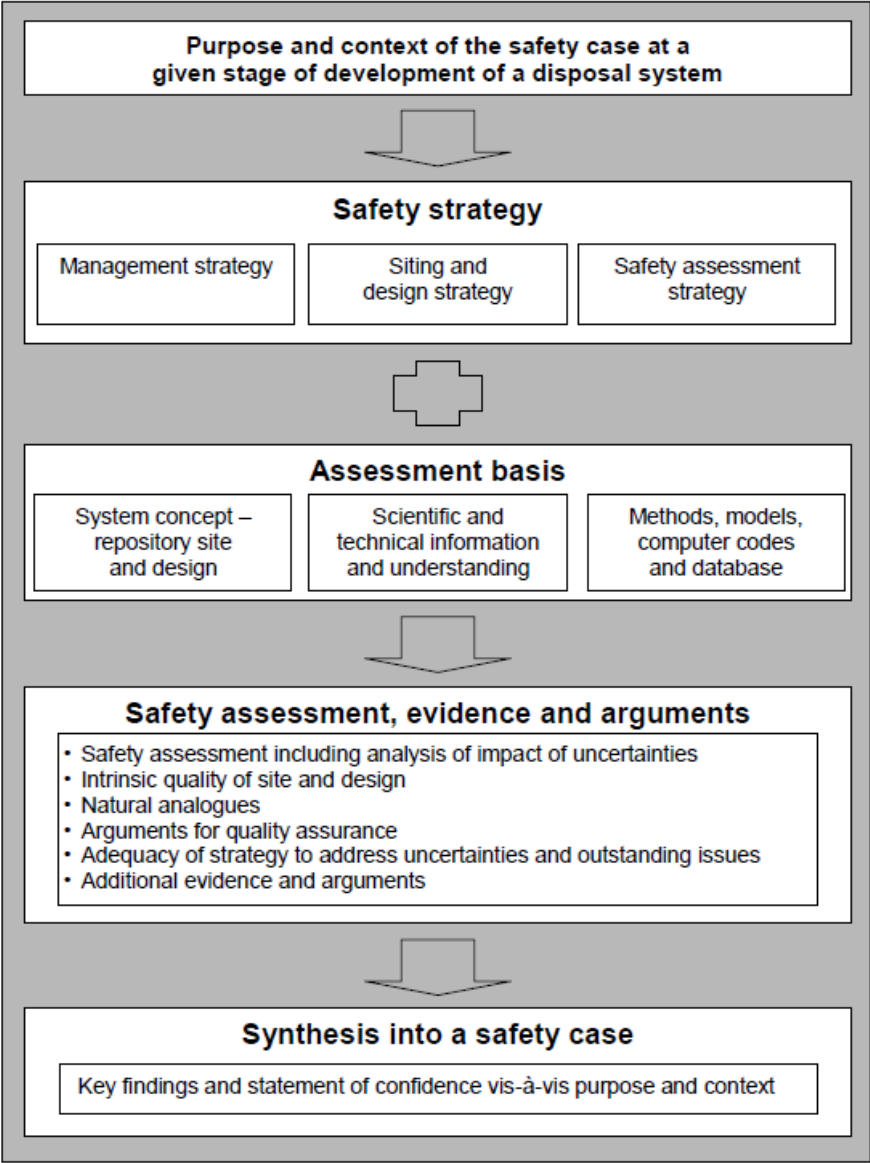 Purpose and context of the safety case at a
given stage of development of a disposal system
Safety strategy
Management strategy
Siting and
design strategy
Safety assessment
strategy
Assessment basis
System concept –
repository site
and design
Scientific and
technical information
and understanding
Methods, models,
computer codes
and database
Safety assessment, evidence and arguments
• Safety assessment including analysis of impact of uncertainties
• Intrinsic quality of site and design
• Natural analogues
• Arguments for quality assurance
• Adequacy of strategy to address uncertainties and outstanding issues
• Additional evidence and arguments
Synthesis into a safety case
Key findings and statement of confidence vis-à-vis purpose and context